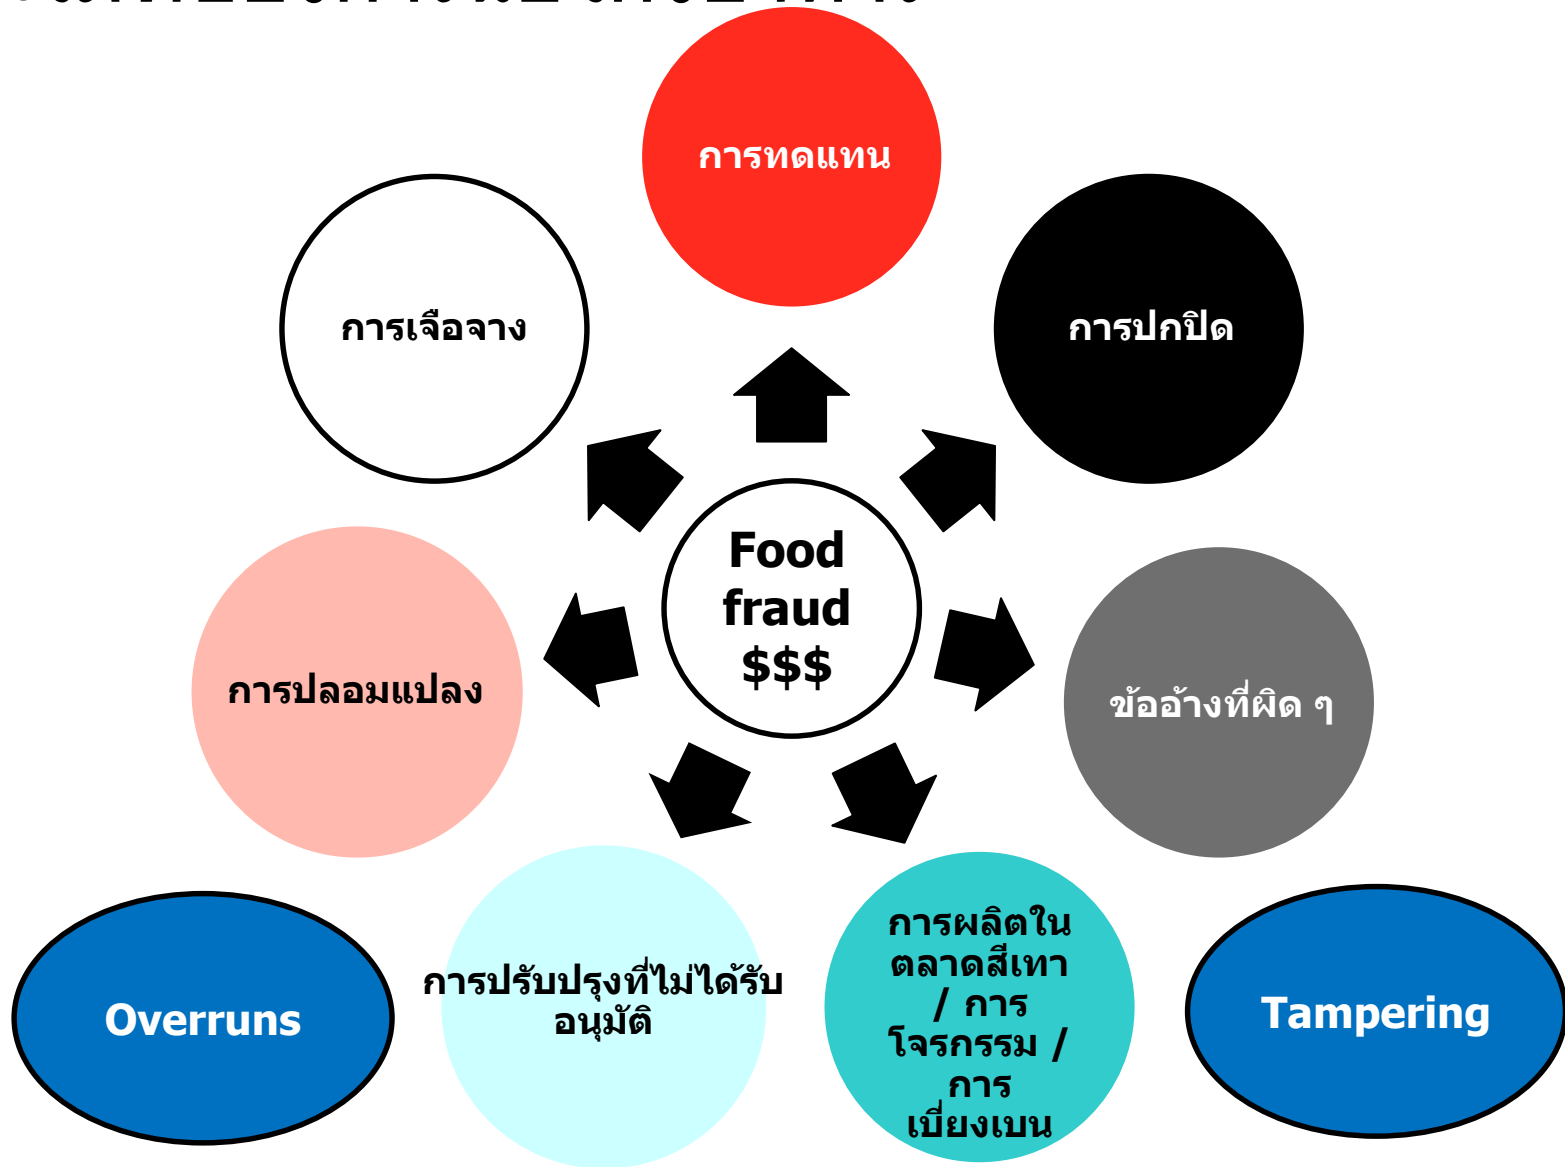 การทดแทน
การเจือจาง
การปกปิด
Food
fraud
$$$
การปลอมแปลง
ข้ออ้างที่ผิด ๆ
การปรับปรุงที่ไม่ได้รับ
อนุมัติ
การผลิตใน
ตลาดสีเทา
/ การ
โจรกรรม /
การ
เบี่ยงเบน
Overruns
Tampering